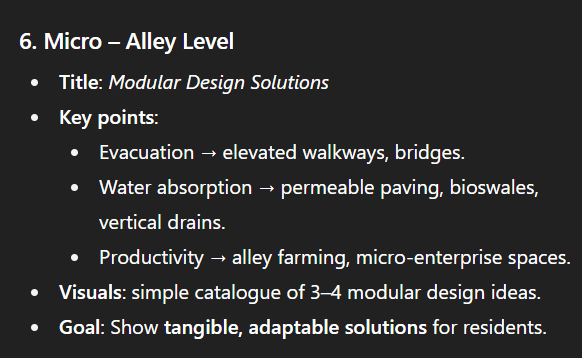 6. Micro – Alley Level
• Title: Modular Design Solutions
• Key points:
• Evacuation → elevated walkways, bridges.
• Water absorption → permeable paving, bioswales,
vertical drains.
• Productivity → alley farming, micro-enterprise spaces.
• Visuals: simple catalogue of 3–4 modular design ideas.
• Goal: Show tangible, adaptable solutions for residents.